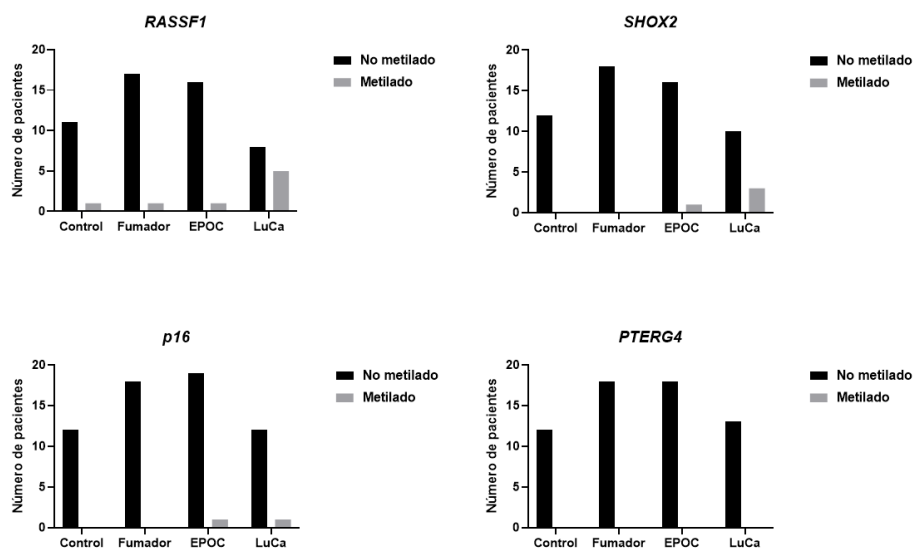 RASSF1
Número de pacientes
20
15
10
5
0
Control Fumador EPOC LuCa
No metilado
Metilado
SHOX2
Número de pacientes
20
15
10
5
0
Control Fumador EPOC LuCa
No metilado
Metilado
p16
Número de pacientes
20
15
10
5
0
Control Fumador EPOC LuCa
No metilado
Metilado
PTERG4
Número de pacientes
20
15
10
5
0
Control Fumador EPOC LuCa
No metilado
Metilado